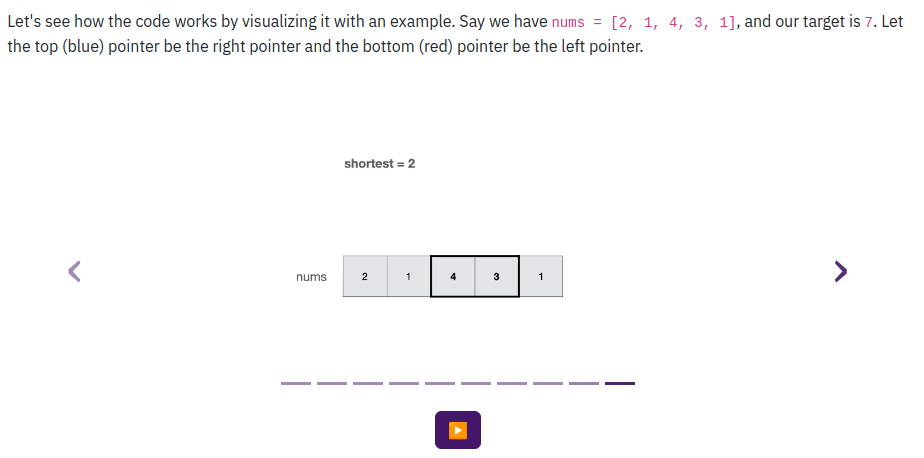 Let's see how the code works by visualizing it with an example. Say we have nums = [2, 1, 4, 3, 1], and our target is 7. Let
the top (blue) pointer be the right pointer and the bottom (red) pointer be the left pointer.
shortest = 2
nums 2 1 4 3 1